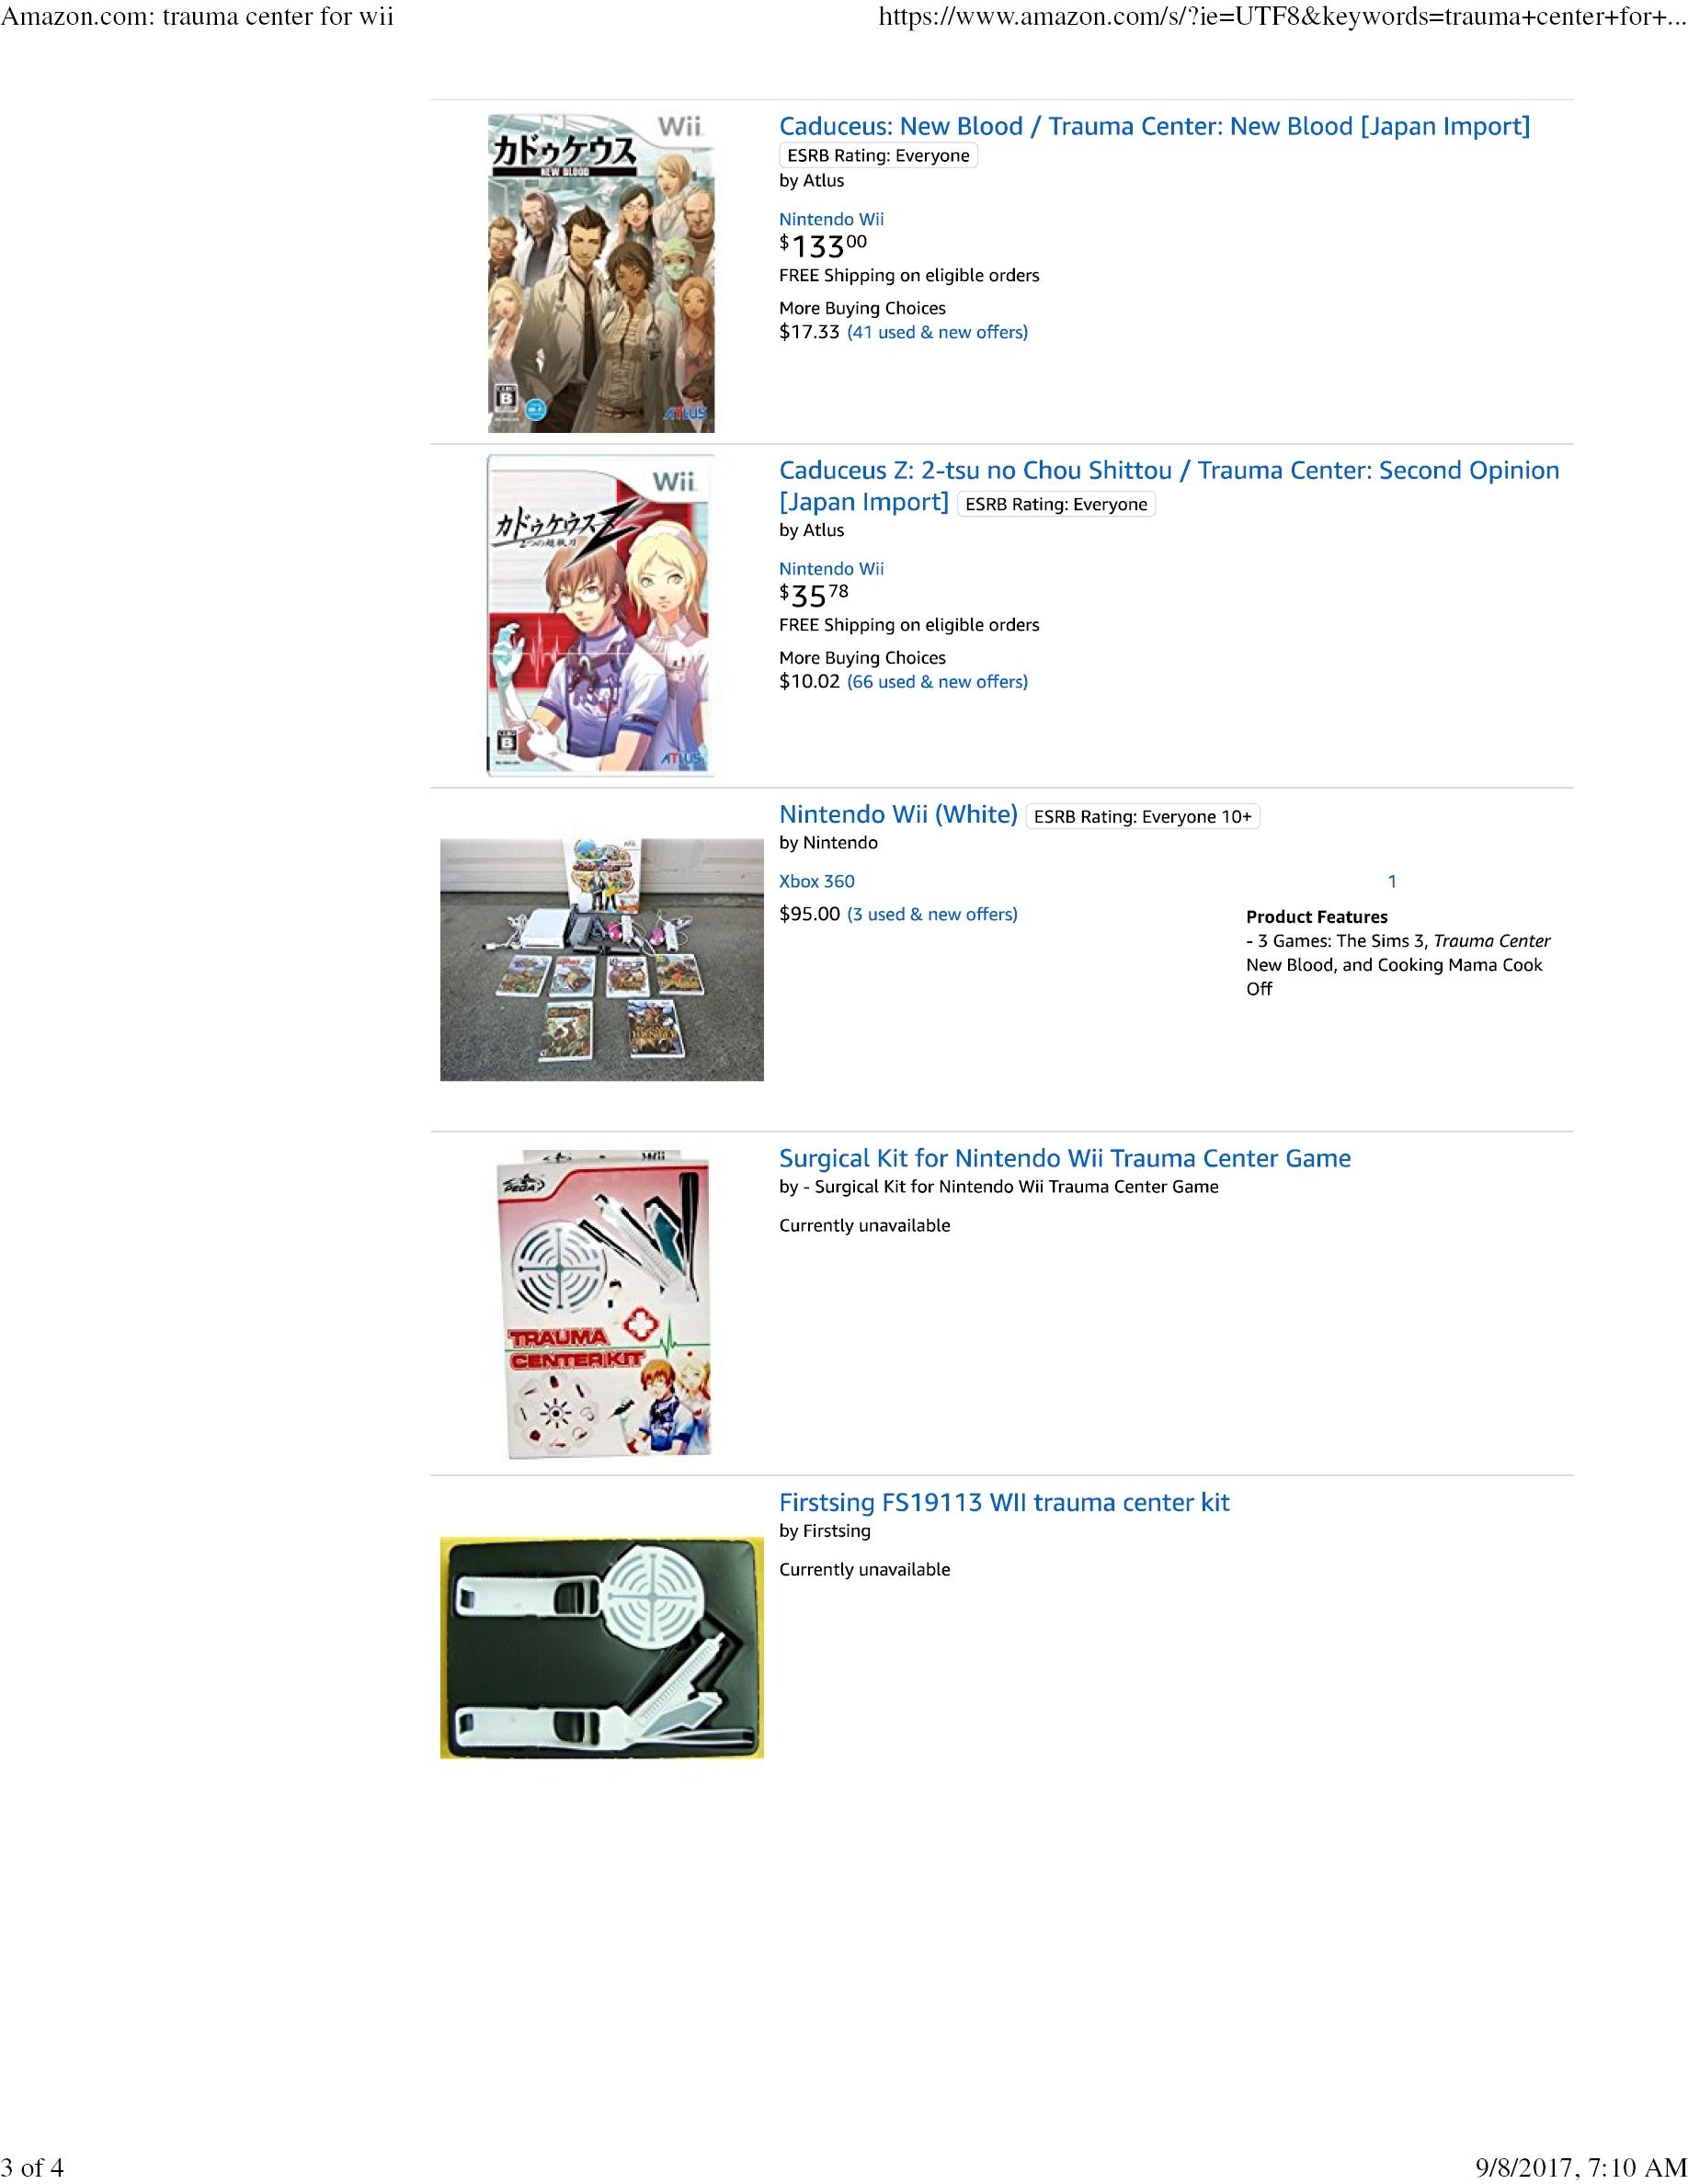 Amazon.com: trauma center for wii
https://www.amazon.com/s/?ie=UTF8&keywords=trauma+center+for+...
Wii
カドゥケウス
NEW BLOOD
B
ATLUS
Caduceus: New Blood / Trauma Center: New Blood [Japan Import]
ESRB Rating: Everyone
by Atlus
Nintendo Wii
$133 00
FREE Shipping on eligible orders
More Buying Choices
$17.33 (41 used & new offers)
Wii
カドゥケウスZ
2つの超執刀
B
ATLUS
Caduceus Z: 2-tsu no Chou Shittou / Trauma Center: Second Opinion
[Japan Import] ESRB Rating: Everyone
by Atlus
Nintendo Wii
$35 78
FREE Shipping on eligible orders
More Buying Choices
$10.02 (66 used & new offers)
Nintendo Wii (White) ESRB Rating: Everyone 10+
by Nintendo
Xbox 360
$95.00 (3 used & new offers)
1
Product Features
- 3 Games: The Sims 3, Trauma Center
New Blood, and Cooking Mama Cook
Off
Wii
PEGA
TRAUMA
CENTER KIT
Surgical Kit for Nintendo Wii Trauma Center Game
by - Surgical Kit for Nintendo Wii Trauma Center Game
Currently unavailable
Firstsing FS19113 WII trauma center kit
by Firstsing
Currently unavailable
3 of 4
9/8/2017, 7:10 AM